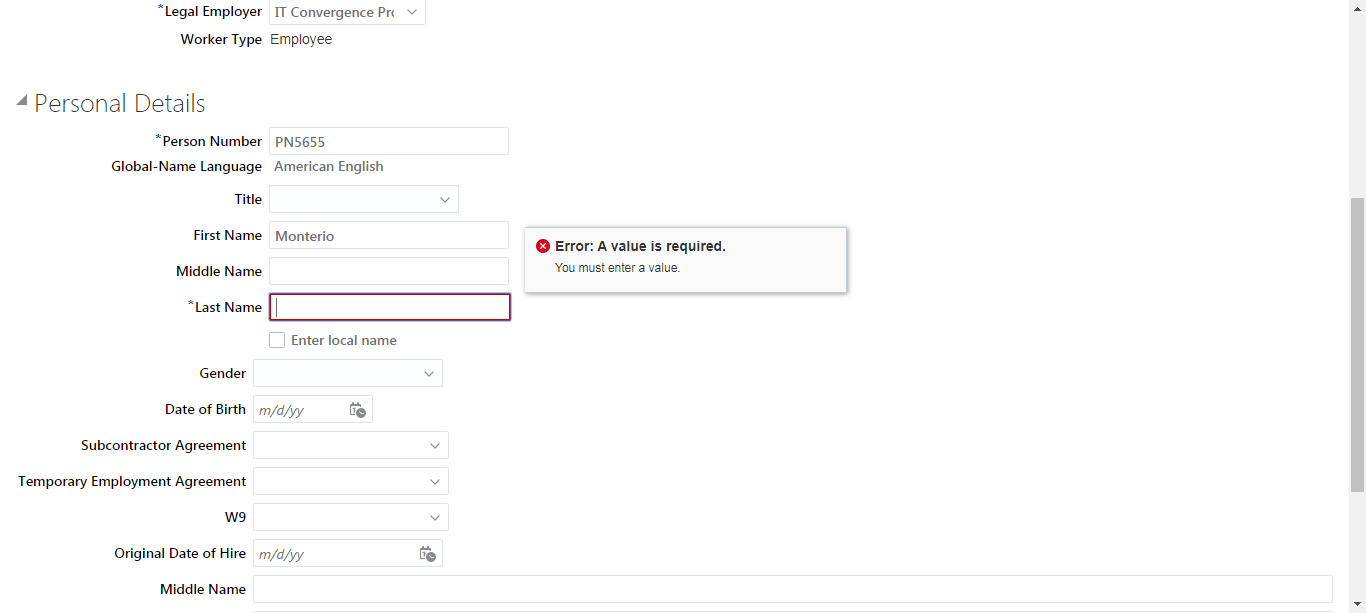 *Legal Employer IT Convergence Pro
Worker Type Employee
Personal Details
*Person Number PN5655
Global-Name Language American English
Title
First Name Monterio
Error: A value is required.
You must enter a value.
Middle Name
*Last Name
Enter local name
Gender
Date of Birth m/d/yy
Subcontractor Agreement
Temporary Employment Agreement
W9
Original Date of Hire m/d/yy
Middle Name